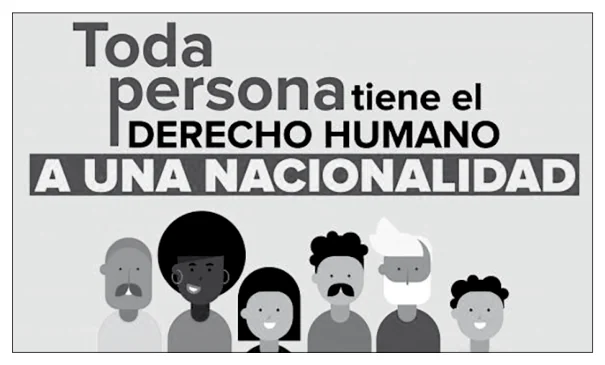 Toda
persona tiene el
DERECHO HUMANO
A UNA NACIONALIDAD